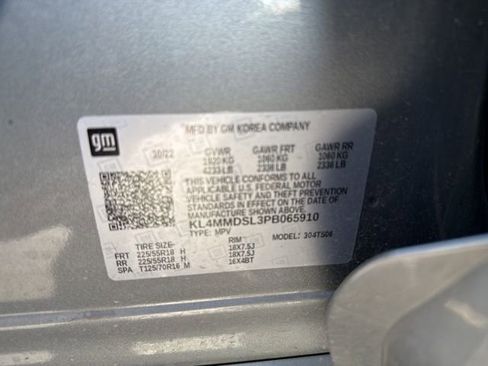 gm
MFD BY GM KOREA COMPANY
10/22 GVWR GAWR FRT GAWR RR
1920 KG 1060 KG 1060 KG
4233 LB 2336 LB 2336 LB
THIS VEHICLE CONFORMS TO ALL
APPLICABLE U.S. FEDERAL MOTOR
VEHICLE SAFETY AND THEFT PREVENTION
STANDARDS IN EFFECT ON THE DATE OF
MANUFACTURE SHOWN ABOVE.
KL4MMDSL3PB065910
TYPE: MPV MODEL: 304TS06
TIRE SIZE RIM
FRT 225/55R18 H 18X7.5J
RR 225/55R18 H 18X7.5J
SPA T125/70R16 M 16X4BT